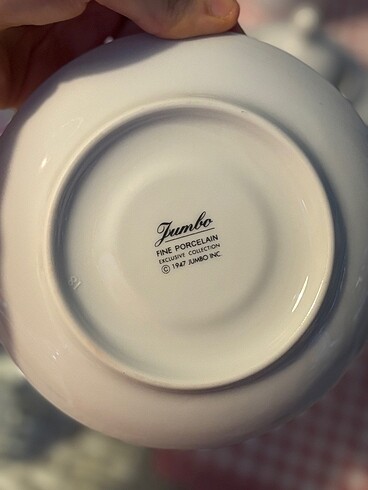 Jumbo
FINE PORCELAIN
EXCLUSIVE COLLECTION
© 1947 JUMBO INC.